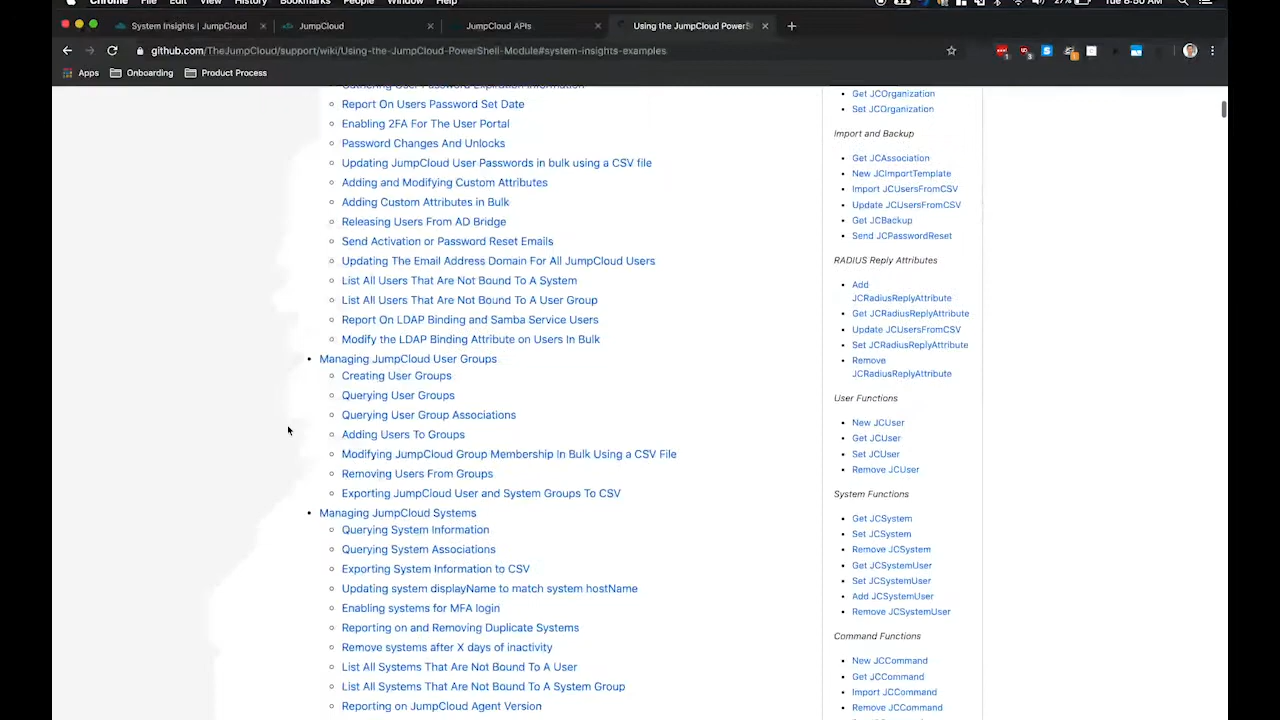 Chrome File Edit View History Bookmarks People Window Help
27% Tue 8:50 AM
System Insights | JumpCloud
JumpCloud
JumpCloud APIs
Using the JumpCloud PowerS
github.com/TheJumpCloud/support/wiki/Using-the-JumpCloud-PowerShell-Module#system-insights-examples
Apps
Onboarding
Product Process
Gathering User Password Expiration Information
Report On Users Password Set Date
Enabling 2FA For The User Portal
Password Changes And Unlocks
Updating JumpCloud User Passwords in bulk using a CSV file
Adding and Modifying Custom Attributes
Adding Custom Attributes in Bulk
Releasing Users From AD Bridge
Send Activation or Password Reset Emails
Updating The Email Address Domain For All JumpCloud Users
List All Users That Are Not Bound To A System
List All Users That Are Not Bound To A User Group
Report On LDAP Binding and Samba Service Users
Modify the LDAP Binding Attribute on Users In Bulk
Managing JumpCloud User Groups
Creating User Groups
Querying User Groups
Querying User Group Associations
Adding Users To Groups
Modifying JumpCloud Group Membership In Bulk Using a CSV File
Removing Users From Groups
Exporting JumpCloud User and System Groups To CSV
Managing JumpCloud Systems
Querying System Information
Querying System Associations
Exporting System Information to CSV
Updating system displayName to match system hostName
Enabling systems for MFA login
Reporting on and Removing Duplicate Systems
Remove systems after X days of inactivity
List All Systems That Are Not Bound To A User
List All Systems That Are Not Bound To A System Group
Reporting on JumpCloud Agent Version
Get JCOrganization
Set JCOrganization
Import and Backup
Get JCAssociation
New JCImportTemplate
Import JCUsersFromCSV
Update JCUsersFromCSV
Get JCBackup
Send JCPasswordReset
RADIUS Reply Attributes
Add
JCRadiusReplyAttribute
Get JCRadiusReplyAttribute
Update JCUsersFromCSV
Set JCRadiusReplyAttribute
Remove
JCRadiusReplyAttribute
User Functions
New JCUser
Get JCUser
Set JCUser
Remove JCUser
System Functions
Get JCSystem
Set JCSystem
Remove JCSystem
Get JCSystemUser
Set JCSystemUser
Add JCSystemUser
Remove JCSystemUser
Command Functions
New JCCommand
Get JCCommand
Import JCCommand
Remove JCCommand